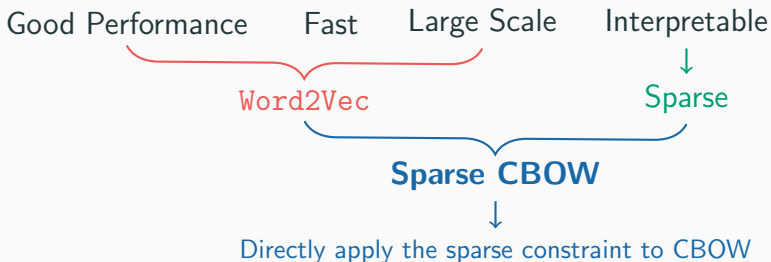 Good Performance Fast Large Scale Interpretable
Word2Vec Sparse
Sparse CBOW
Directly apply the sparse constraint to CBOW